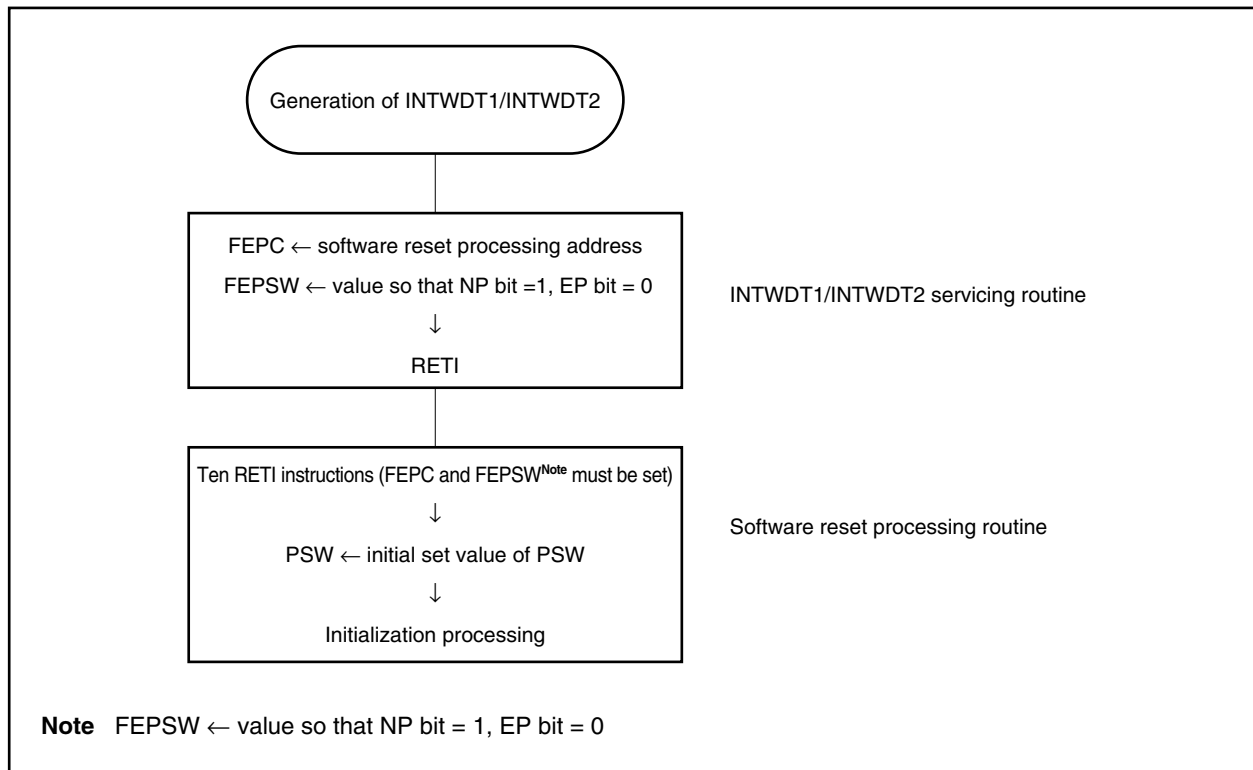 Generation of INTWDT1/INTWDT2
FEPC ← software reset processing address
FEPSW ← value so that NP bit =1, EP bit = 0
↓
RETI
INTWDT1/INTWDT2 servicing routine
Ten RETI instructions (FEPC and FEPSWNote must be set)
↓
PSW ← initial set value of PSW
↓
Initialization processing
Software reset processing routine
Note FEPSW ← value so that NP bit = 1, EP bit = 0